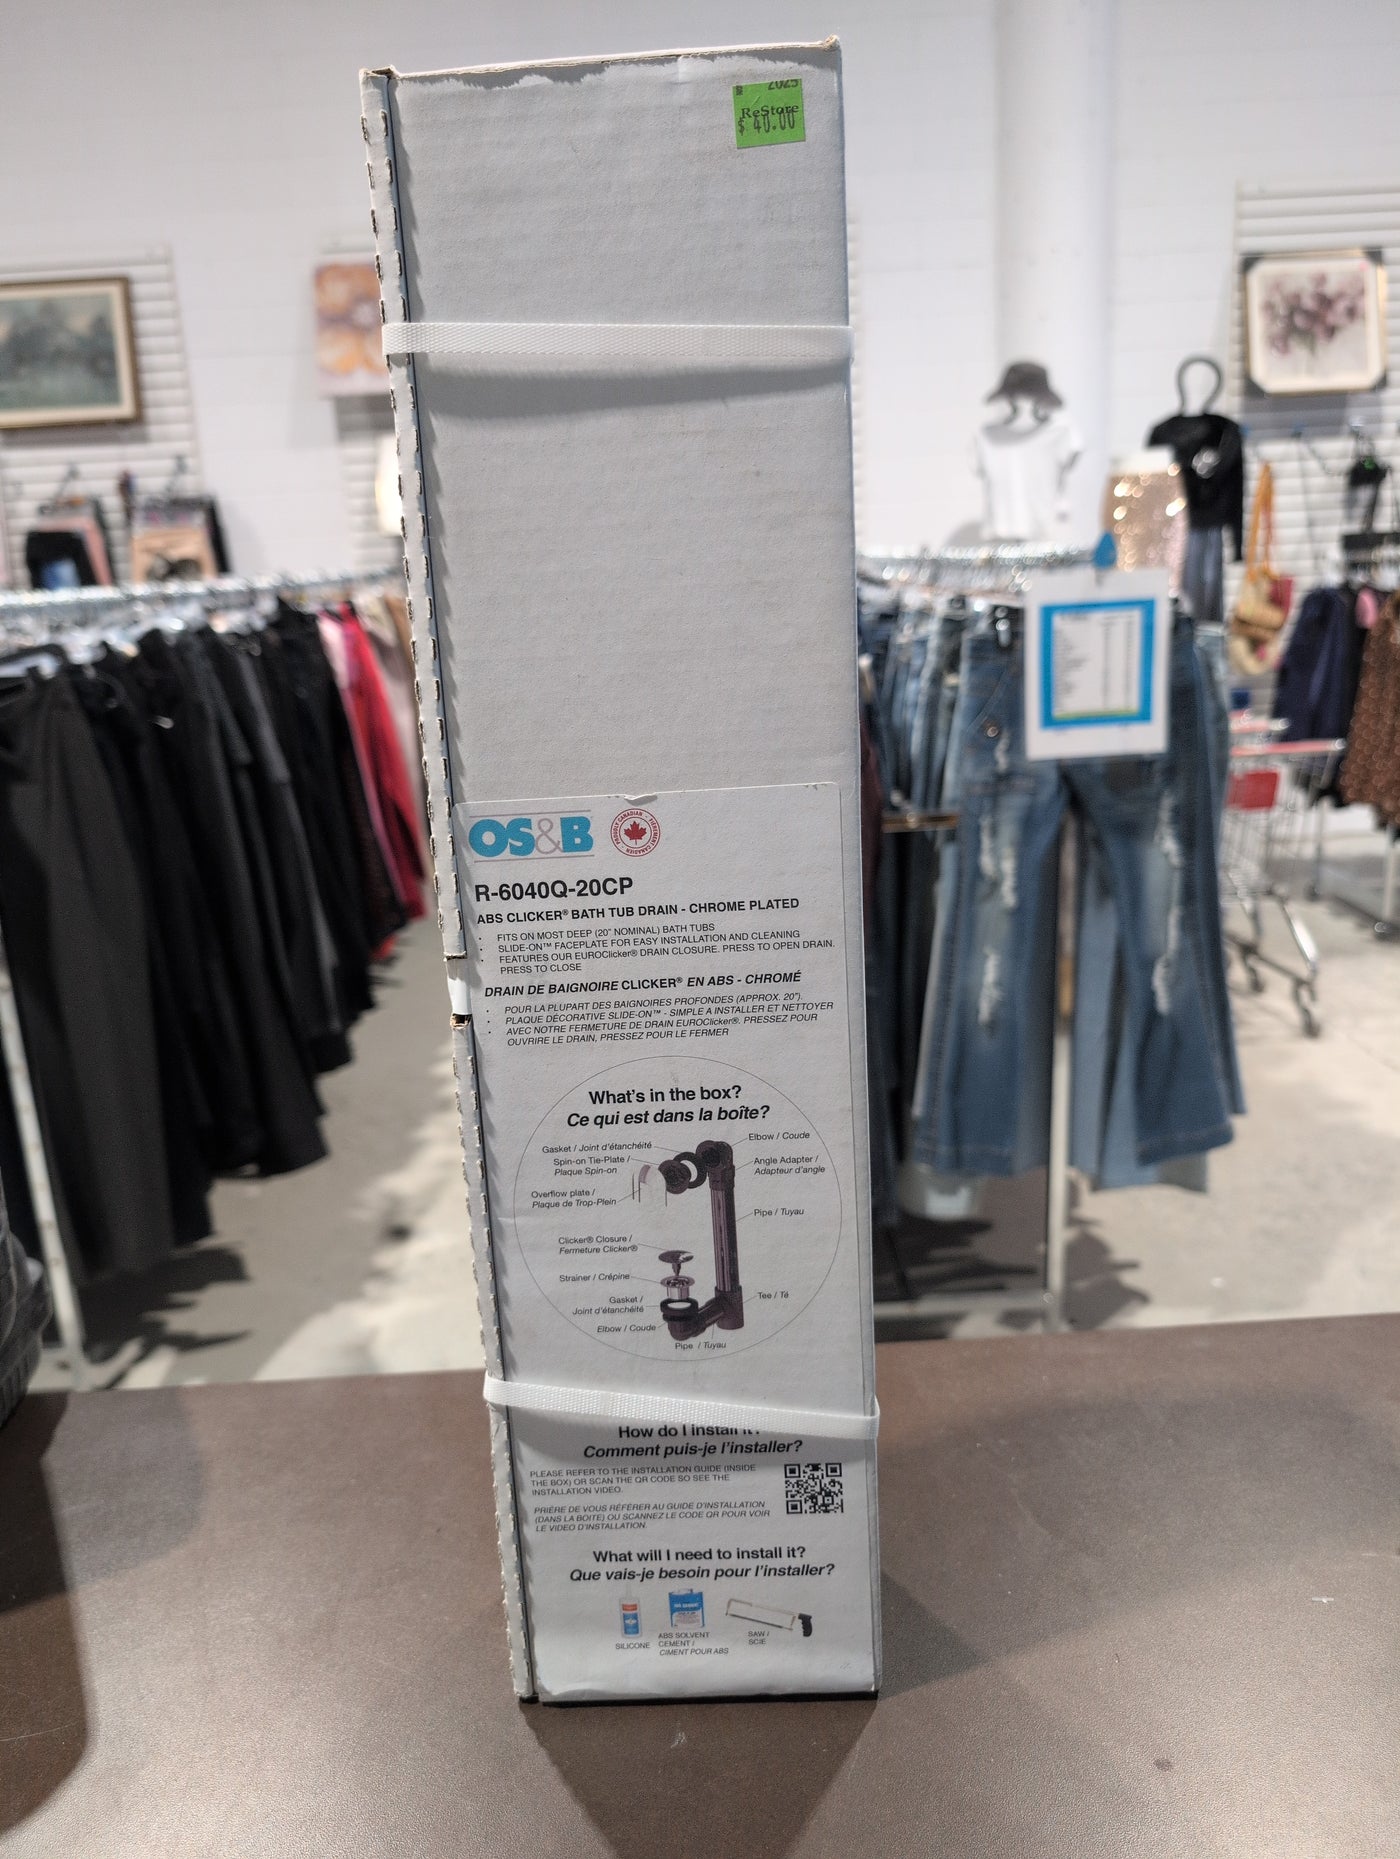 2025
ReStore
$ 40.00
OS&B
PROUDLY CANADIAN · FIÈREMENT CANADIEN
R-6040Q-20CP
ABS CLICKER® BATH TUB DRAIN - CHROME PLATED
· FITS ON MOST DEEP (20" NOMINAL) BATH TUBS
· SLIDE-ON™ FACEPLATE FOR EASY INSTALLATION AND CLEANING
· FEATURES OUR EUROClicker® DRAIN CLOSURE. PRESS TO OPEN DRAIN.
PRESS TO CLOSE
DRAIN DE BAIGNOIRE CLICKER® EN ABS - CHROMÉ
· POUR LA PLUPART DES BAIGNOIRES PROFONDES (APPROX. 20").
· PLAQUE DÉCORATIVE SLIDE-ON™ - SIMPLE A INSTALLER ET NETTOYER
· AVEC NOTRE FERMETURE DE DRAIN EUROClicker®. PRESSEZ POUR
OUVRIRE LE DRAIN, PRESSEZ POUR LE FERMER
What's in the box?
Ce qui est dans la boîte?
Gasket / Joint d'étanchéité
Elbow / Coude
Spin-on Tie-Plate /
Plaque Spin-on
Angle Adapter /
Adapteur d'angle
Overflow plate /
Plaque de Trop-Plein
Pipe / Tuyau
Clicker® Closure /
Fermeture Clicker®
Strainer / Crépine
Gasket /
Joint d'étanchéité
Tee / Té
Elbow / Coude
Pipe / Tuyau
How do I install it?
Comment puis-je l'installer?
PLEASE REFER TO THE INSTALLATION GUIDE (INSIDE
THE BOX) OR SCAN THE QR CODE SO SEE THE
INSTALLATION VIDEO.
PRIÈRE DE VOUS RÉFÉRER AU GUIDE D'INSTALLATION
(DANS LA BOITE) OU SCANNEZ LE CODE QR POUR VOIR
LE VIDEO D'INSTALLATION.
What will I need to install it?
Que vais-je besoin pour l'installer?
SILICONE
ABS SOLVENT
CEMENT /
CIMENT POUR ABS
SAW /
SCIE